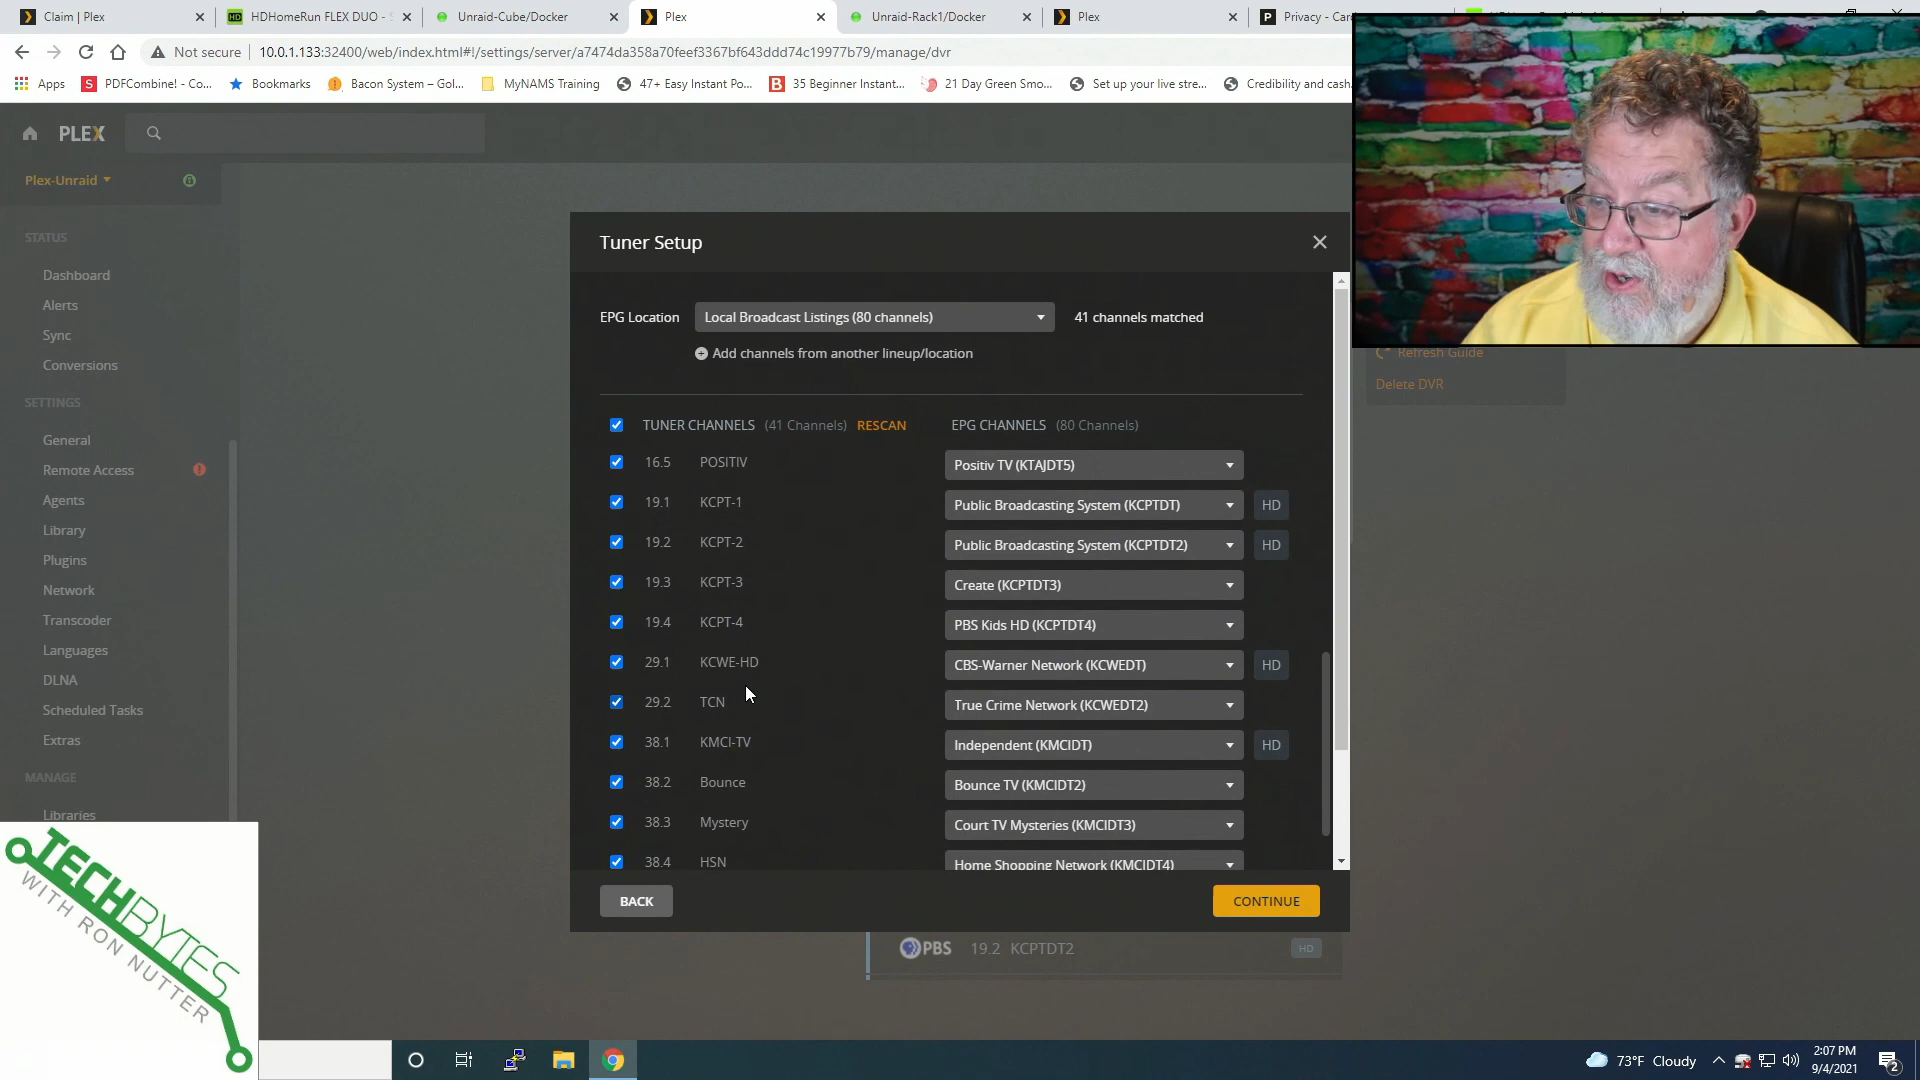 Claim | Plex
HDHomeRun FLEX DUO - S
Unraid-Cube/Docker
Plex
Unraid-Rack1/Docker
Plex
Privacy - Car
Not secure
10.0.1.133:32400/web/index.html#!/settings/server/a7474da358a70feef3367bf643ddd74c19977b79/manage/dvr
Apps
PDFCombine! - Co...
Bookmarks
Bacon System – Gol...
MyNAMS Training
47+ Easy Instant Po...
35 Beginner Instant...
21 Day Green Smo...
Set up your live stre...
Credibility and cash
PLEX
Plex-Unraid
STATUS
Dashboard
Alerts
Sync
Conversions
SETTINGS
General
Remote Access
Agents
Library
Plugins
Network
Transcoder
Languages
DLNA
Scheduled Tasks
Extras
MANAGE
Libraries
Tuner Setup
EPG Location
Local Broadcast Listings (80 channels)
41 channels matched
Add channels from another lineup/location
TUNER CHANNELS (41 Channels) RESCAN
EPG CHANNELS (80 Channels)
16.5 POSITIV Positiv TV (KTAJDT5)
19.1 KCPT-1 Public Broadcasting System (KCPTDT) HD
19.2 KCPT-2 Public Broadcasting System (KCPTDT2) HD
19.3 KCPT-3 Create (KCPTDT3)
19.4 KCPT-4 PBS Kids HD (KCPTDT4)
29.1 KCWE-HD CBS-Warner Network (KCWEDT) HD
29.2 TCN True Crime Network (KCWEDT2)
38.1 KMCI-TV Independent (KMCIDT) HD
38.2 Bounce Bounce TV (KMCIDT2)
38.3 Mystery Court TV Mysteries (KMCIDT3)
38.4 HSN Home Shopping Network (KMCIDT4)
BACK
CONTINUE
Refresh Guide
Delete DVR
PBS 19.2 KCPTDT2 HD
TECHBYTES
WITH RON NUTTER
73°F Cloudy
2:07 PM
9/4/2021
2